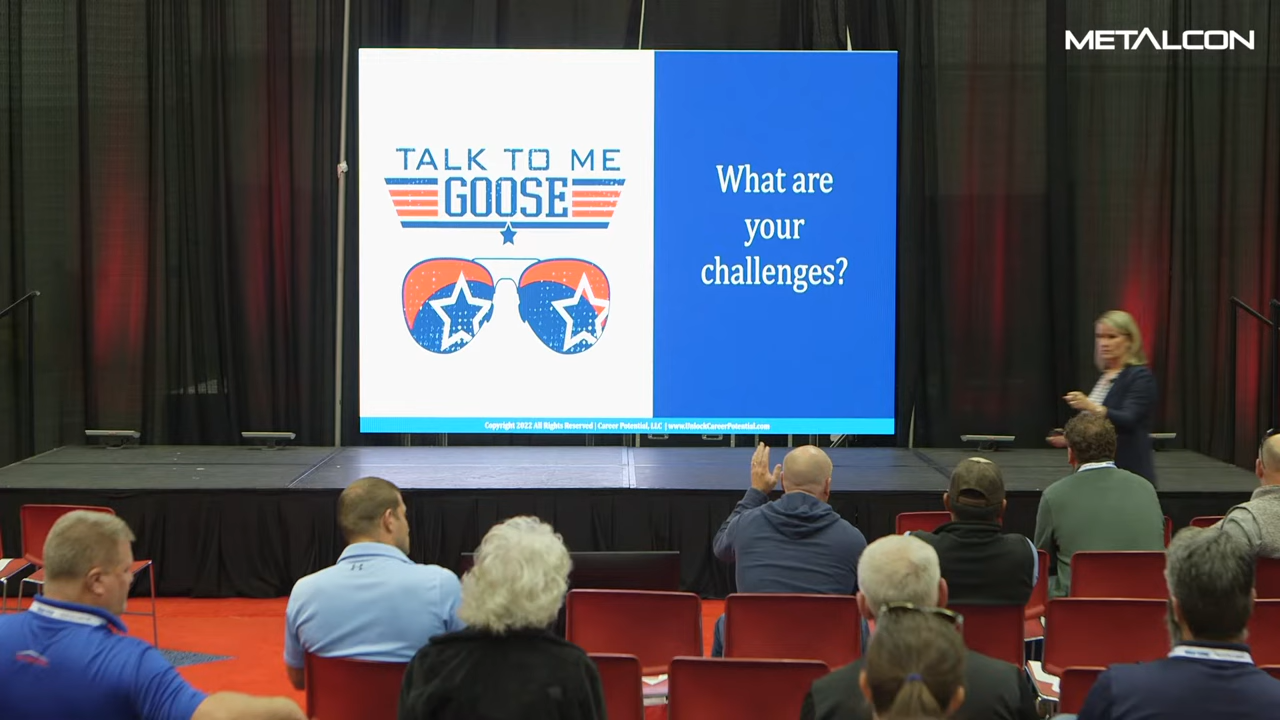 METALCON
TALK TO ME
GOOSE
What are
your
challenges?
Copyright 2022 All Rights Reserved | Career Potential, LLC | www.UnlockCareerPotential.com